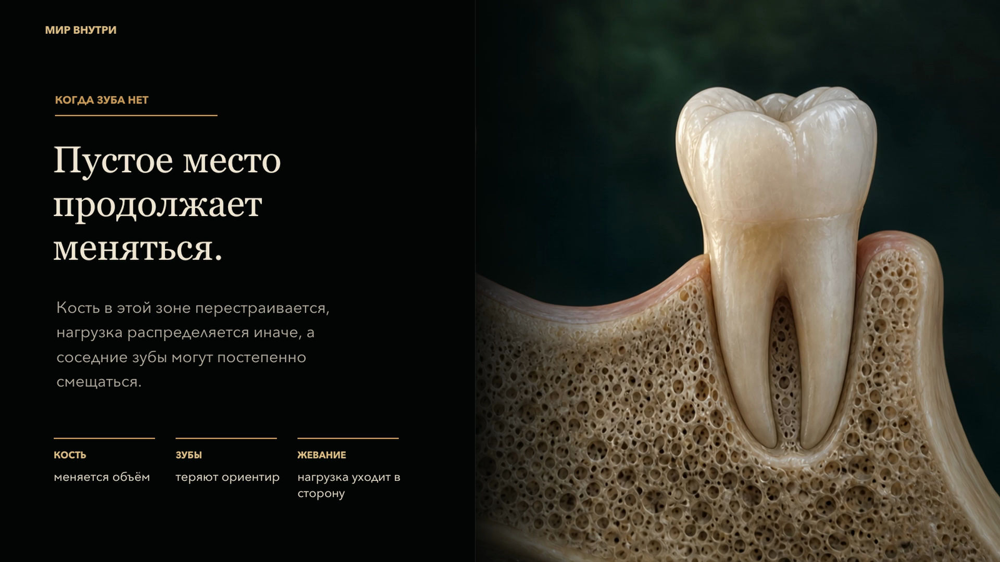 МИР ВНУТРИ
КОГДА ЗУБА НЕТ
Пустое место
продолжает
меняться.
Кость в этой зоне перестраивается,
нагрузка распределяется иначе, а
соседние зубы могут постепенно
смещаться.
КОСТЬ
меняется объём
ЗУБЫ
теряют ориентир
ЖЕВАНИЕ
нагрузка уходит в
сторону